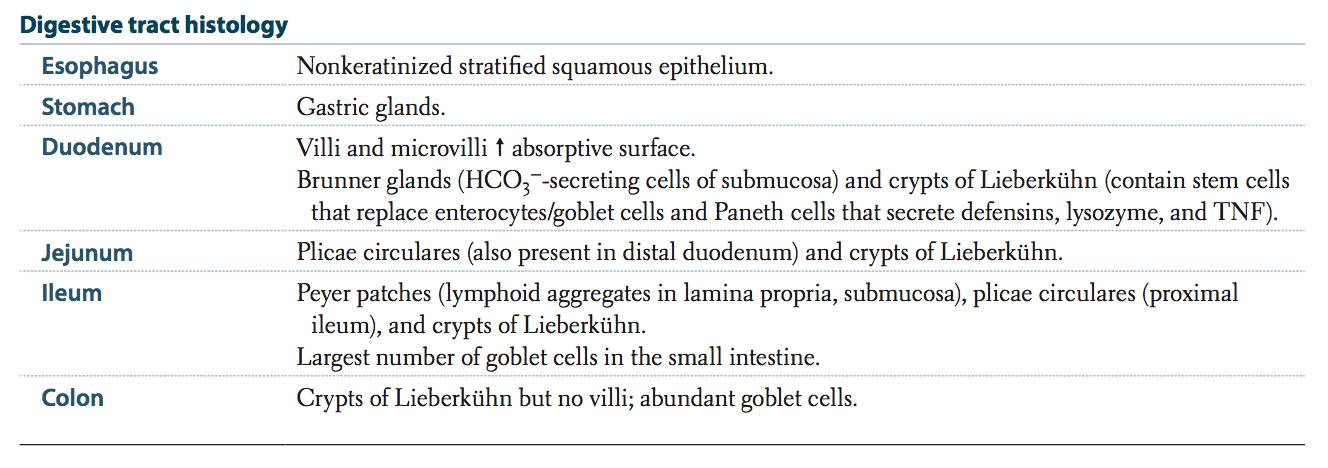 Digestive tract histology
Esophagus Nonkeratinized stratified squamous epithelium.
Stomach Gastric glands.
Duodenum Villi and microvilli ↑ absorptive surface.
Brunner glands (HCO₃⁻-secreting cells of submucosa) and crypts of Lieberkühn (contain stem cells
that replace enterocytes/goblet cells and Paneth cells that secrete defensins, lysozyme, and TNF).
Jejunum Plicae circulares (also present in distal duodenum) and crypts of Lieberkühn.
Ileum Peyer patches (lymphoid aggregates in lamina propria, submucosa), plicae circulares (proximal
ileum), and crypts of Lieberkühn.
Largest number of goblet cells in the small intestine.
Colon Crypts of Lieberkühn but no villi; abundant goblet cells.